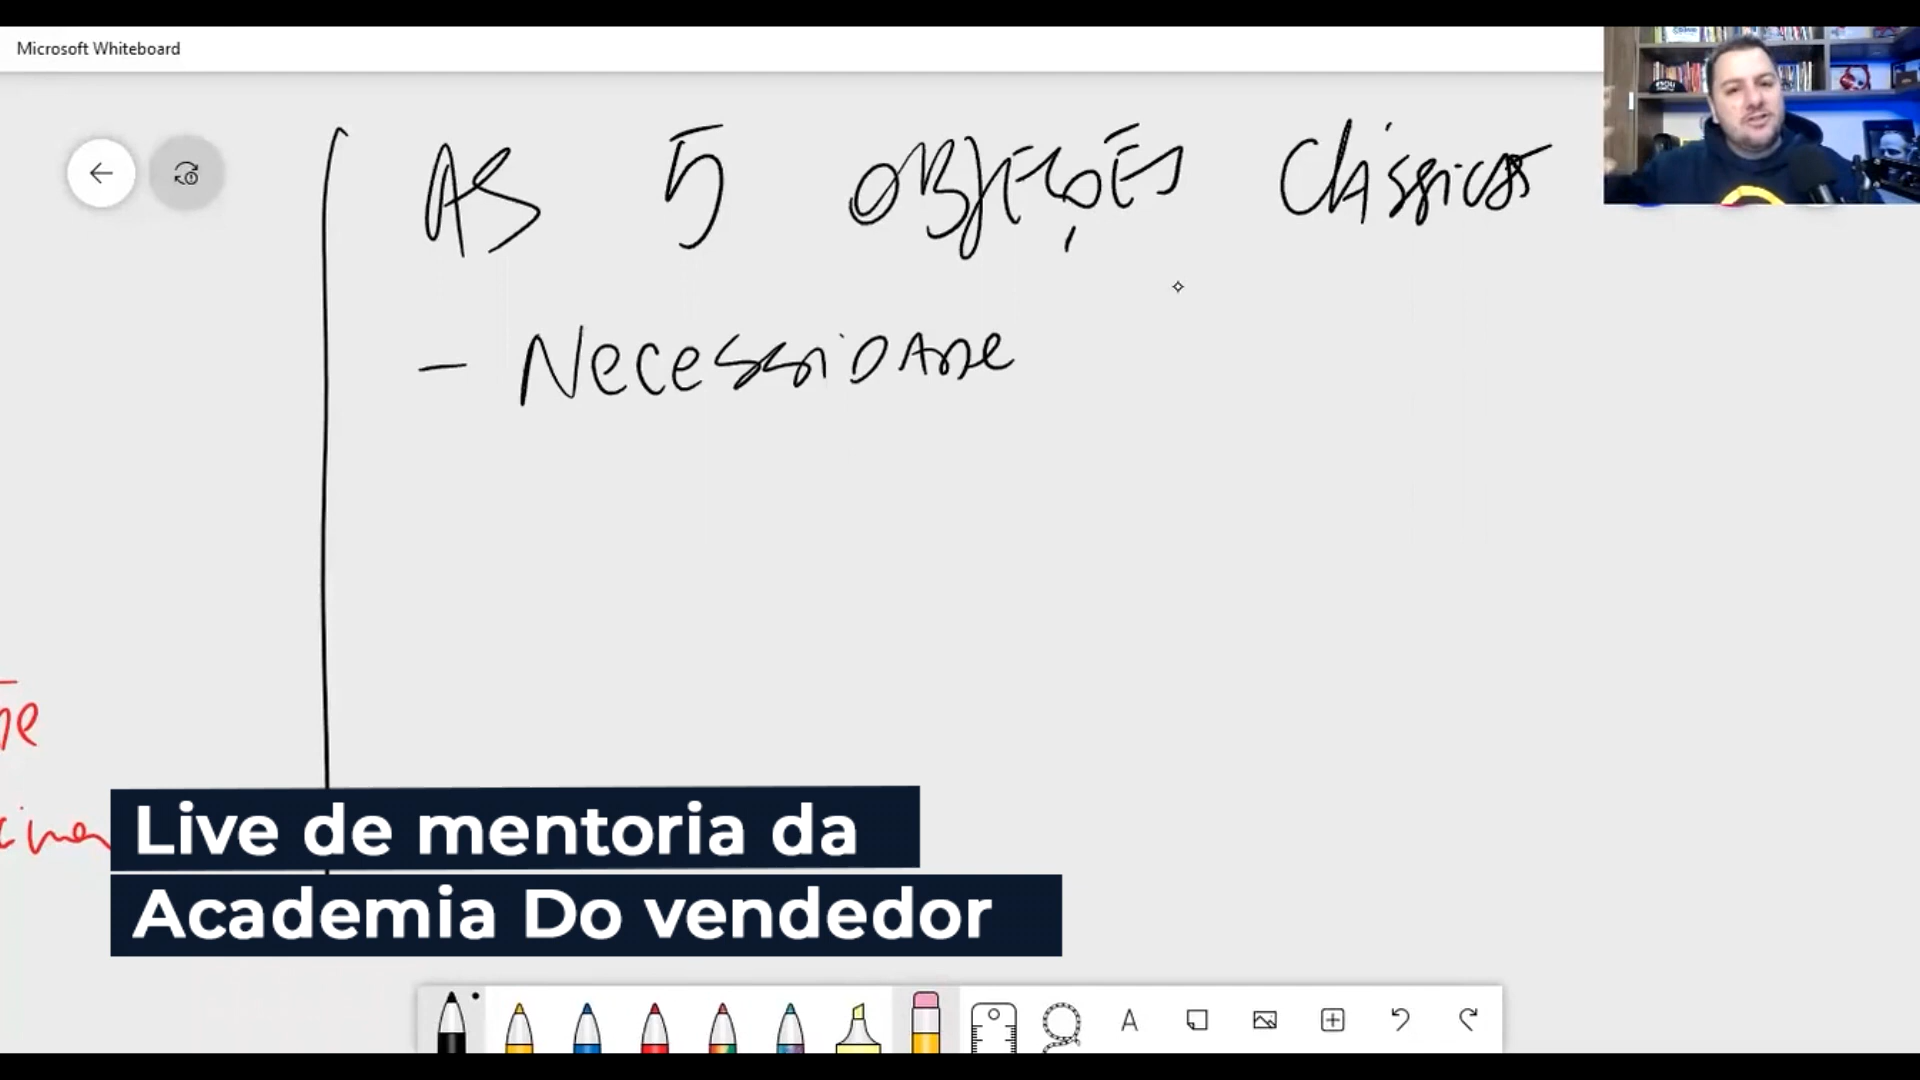 Microsoft Whiteboard
AS 5 OBJEÇÕES Clássicas
- Necessidade
Live de mentoria da
Academia Do vendedor